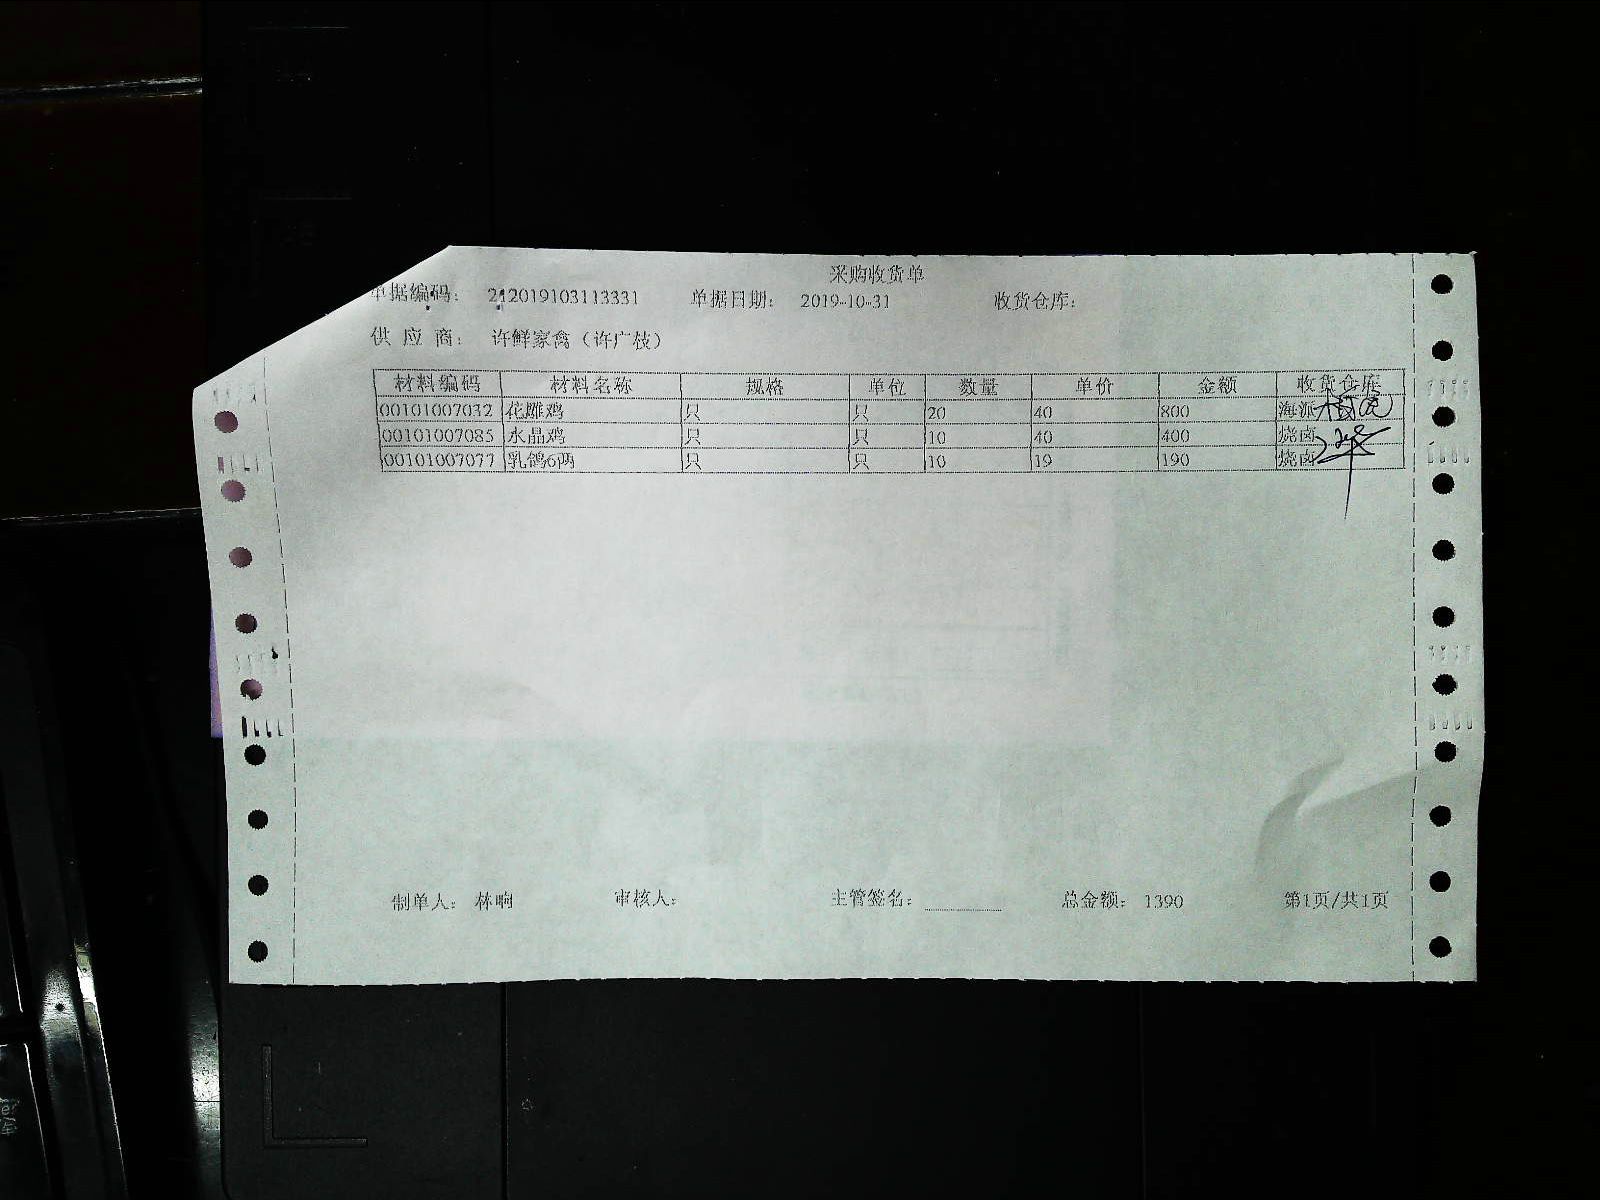 采购收货单
单据编码: 212019103113331 单据日期: 2019-10-31 收货仓库:
供 应 商: 许鲜家禽（许广枝）
材料编码 材料名称 规格 单位 数量 单价 金额 收货仓库
00101007032 花雕鸡 只 只 20 40 800 海派
00101007085 水晶鸡 只 只 10 40 400 烧卤
00101007077 乳鸽6两 只 只 10 19 190 烧卤
制单人: 林响 审核人: 主管签名: 总金额: 1390 第1页/共1页